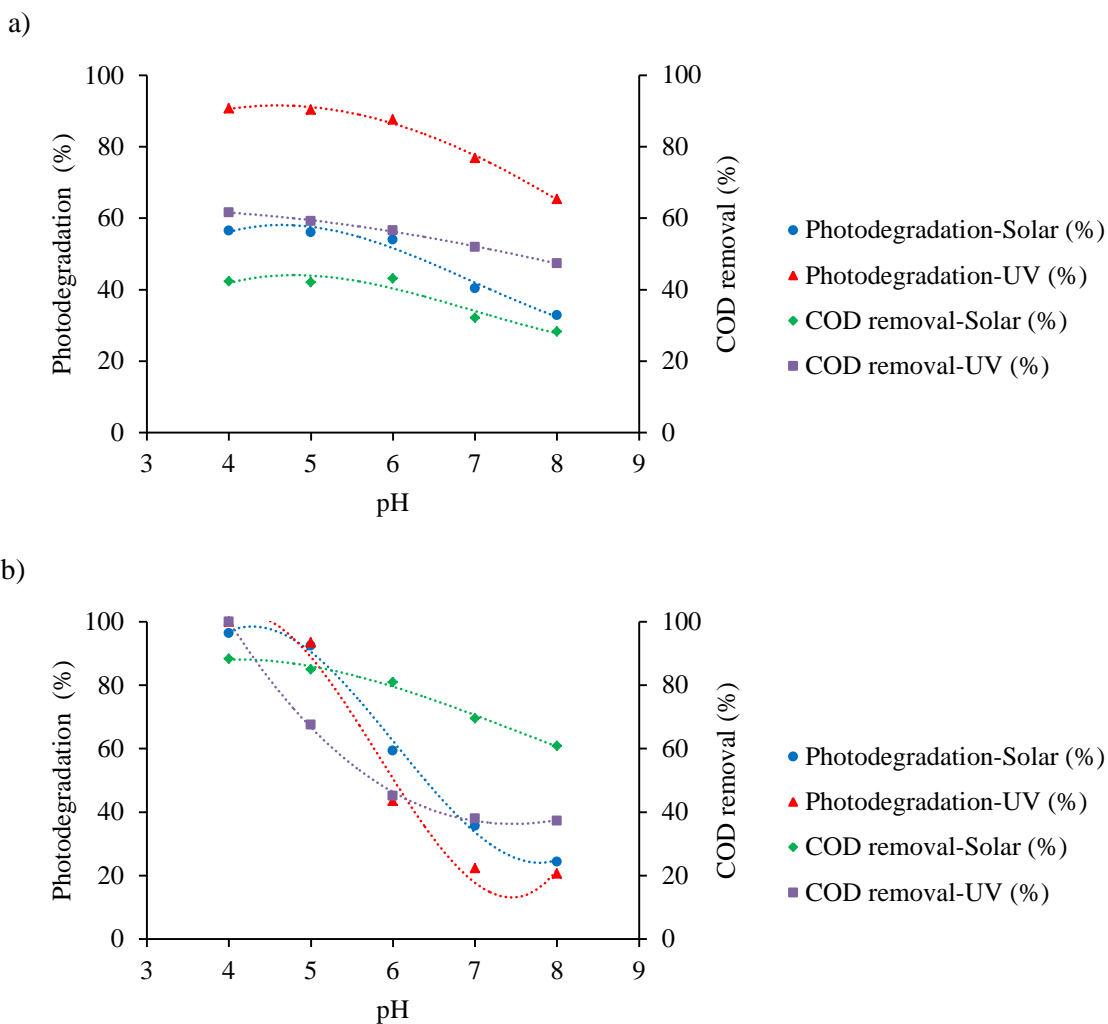 a)
100
80
60
40
20
0
Photodegradation (%)
3 4 5 6 7 8 9
pH
100
80
60
40
20
0
COD removal (%)
Photodegradation-Solar (%)
Photodegradation-UV (%)
COD removal-Solar (%)
COD removal-UV (%)
b)
100
80
60
40
20
0
Photodegradation (%)
3 4 5 6 7 8 9
pH
100
80
60
40
20
0
COD removal (%)
Photodegradation-Solar (%)
Photodegradation-UV (%)
COD removal-Solar (%)
COD removal-UV (%)